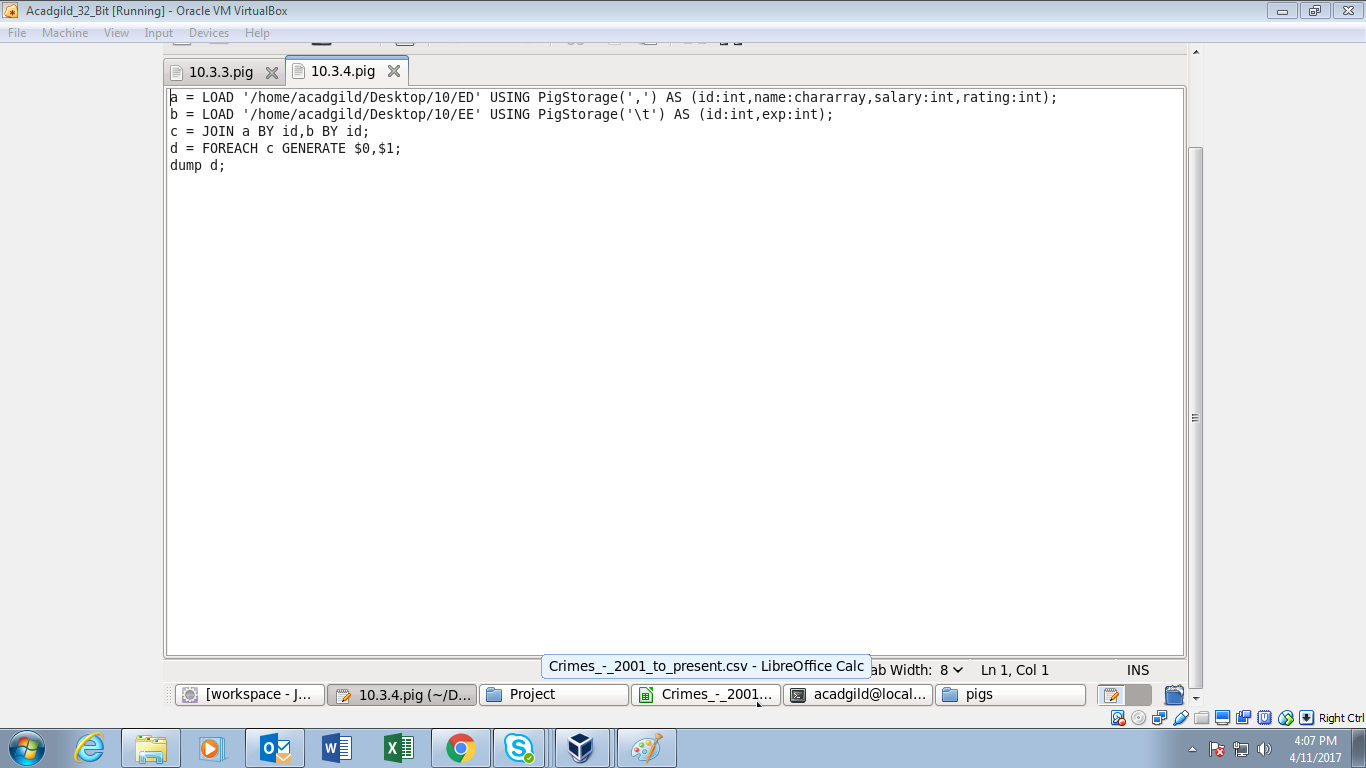 Acadgild_32_Bit [Running] - Oracle VM VirtualBox
File Machine View Input Devices Help
10.3.3.pig 10.3.4.pig
a = LOAD '/home/acadgild/Desktop/10/ED' USING PigStorage(',') AS (id:int,name:chararray,salary:int,rating:int);
b = LOAD '/home/acadgild/Desktop/10/EE' USING PigStorage('\t') AS (id:int,exp:int);
c = JOIN a BY id,b BY id;
d = FOREACH c GENERATE $0,$1;
dump d;
Crimes_-_2001_to_present.csv - LibreOffice Calc
ab Width: 8 Ln 1, Col 1 INS
[workspace - J... 10.3.4.pig (~/D... Project Crimes_-_2001... acadgild@local... pigs
Right Ctrl
4:07 PM
4/11/2017